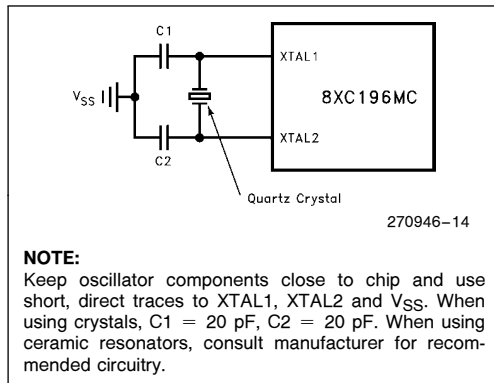 C1
XTAL1
VSS
8XC196MC
XTAL2
C2
Quartz Crystal
270946–14
NOTE:
Keep oscillator components close to chip and use
short, direct traces to XTAL1, XTAL2 and VSS. When
using crystals, C1 = 20 pF, C2 = 20 pF. When using
ceramic resonators, consult manufacturer for recom-
mended circuitry.